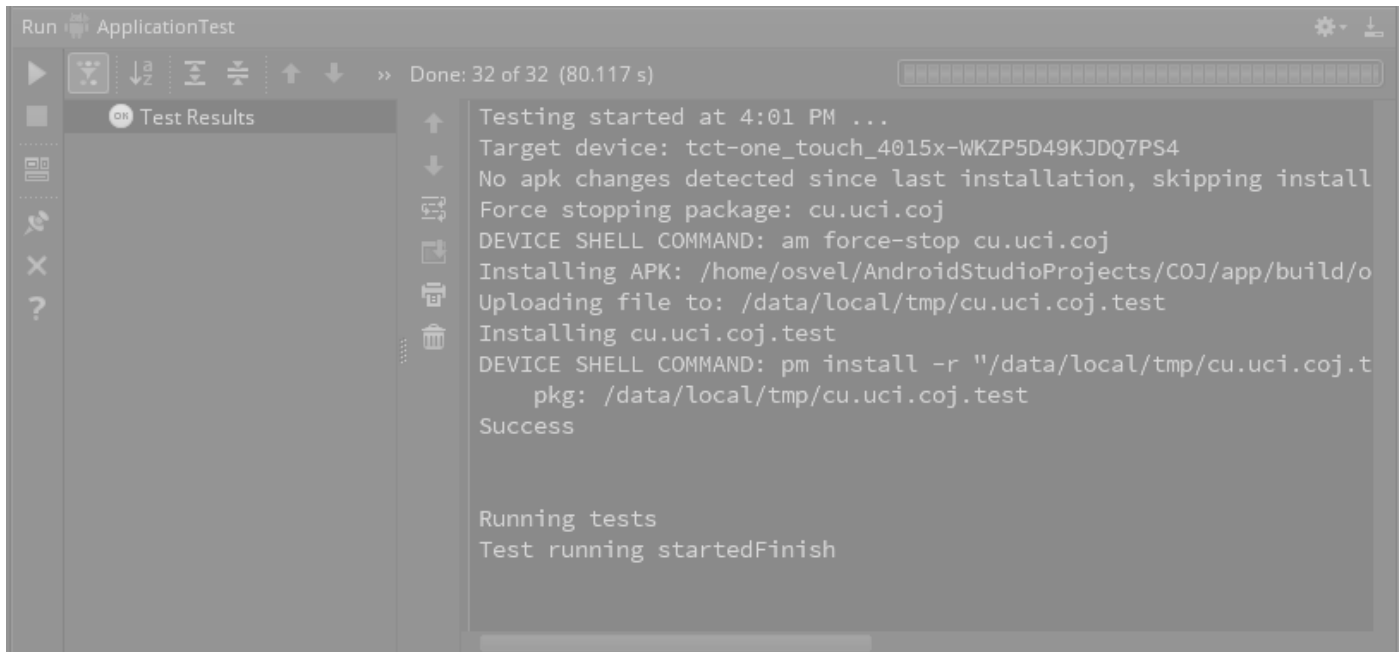 Run ApplicationTest
Done: 32 of 32 (80.117 s)
Test Results
Testing started at 4:01 PM ...
Target device: tct-one_touch_4015x-WKZP5D49KJDQ7PS4
No apk changes detected since last installation, skipping install
Force stopping package: cu.uci.coj
DEVICE SHELL COMMAND: am force-stop cu.uci.coj
Installing APK: /home/osvel/AndroidStudioProjects/COJ/app/build/o
Uploading file to: /data/local/tmp/cu.uci.coj.test
Installing cu.uci.coj.test
DEVICE SHELL COMMAND: pm install -r "/data/local/tmp/cu.uci.coj.t
pkg: /data/local/tmp/cu.uci.coj.test
Success
Running tests
Test running startedFinish